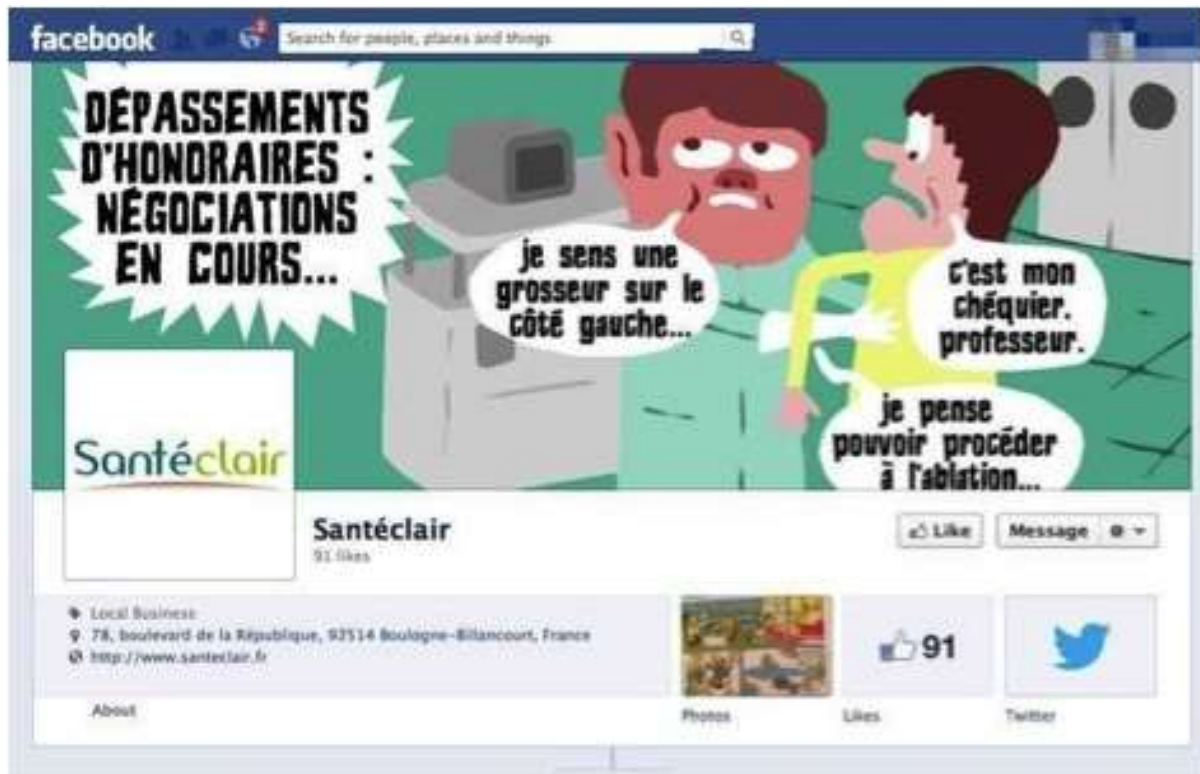 facebook
2
Search for people, places and things
DÉPASSEMENTS
D'HONORAIRES :
NÉGOCIATIONS
EN COURS...
je sens une
grosseur sur le
côté gauche...
c'est mon
chéquier.
professeur.
je pense
pouvoir procéder
à l'ablation...
Santéclair
Santéclair
91 likes
Like
Message
Local Business
78, boulevard de la République, 92514 Boulogne-Billancourt, France
http://www.santeclair.fr
About
Photos
91
Likes
Twitter